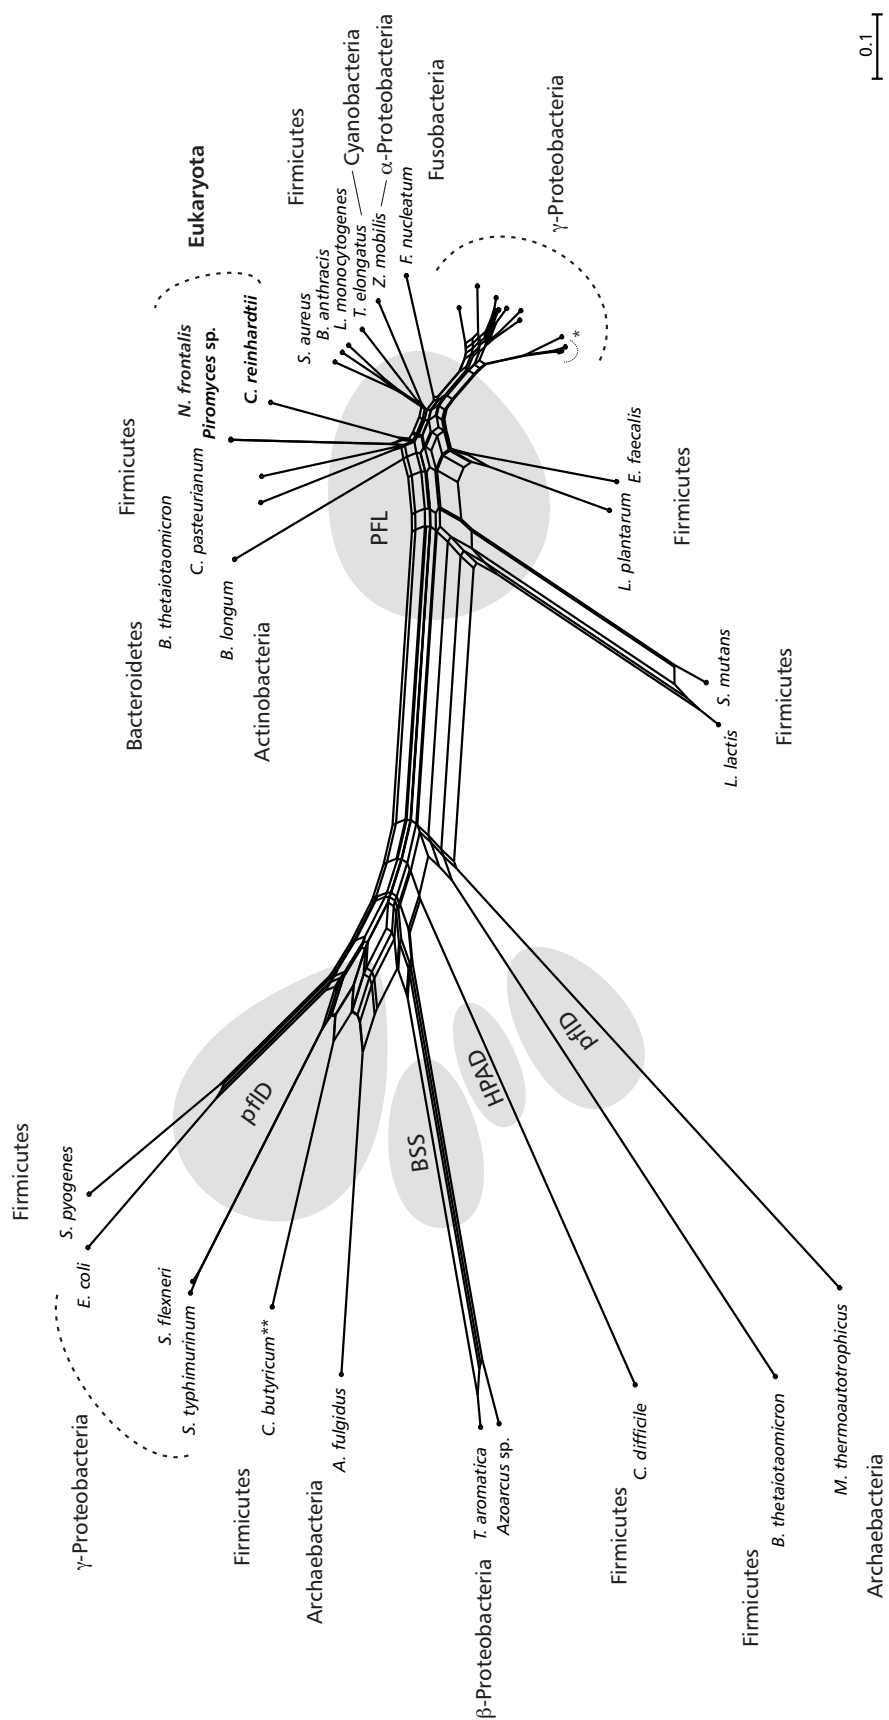 0.1
Eukaryota
Firmicutes
Cyanobacteria
α-Proteobacteria
Fusobacteria
γ-Proteobacteria
N. frontalis
Piromyces sp.
C. reinhardtii
S. aureus
B. anthracis
L. monocytogenes
T. elongatus
Z. mobilis
F. nucleatum
*
Firmicutes
C. pasteurianum
Bacteroidetes
B. thetaiotaomicron
B. longum
Actinobacteria
PFL
E. faecalis
L. plantarum
Firmicutes
S. mutans
L. lactis
Firmicutes
pflD
BSS
HPAD
pflD
Firmicutes
S. pyogenes
E. coli
S. flexneri
S. typhimurinum
γ-Proteobacteria
C. butyricum**
Firmicutes
A. fulgidus
Archaebacteria
T. aromatica
Azoarcus sp.
β-Proteobacteria
C. difficile
Firmicutes
B. thetaiotaomicron
Firmicutes
M. thermoautotrophicus
Archaebacteria